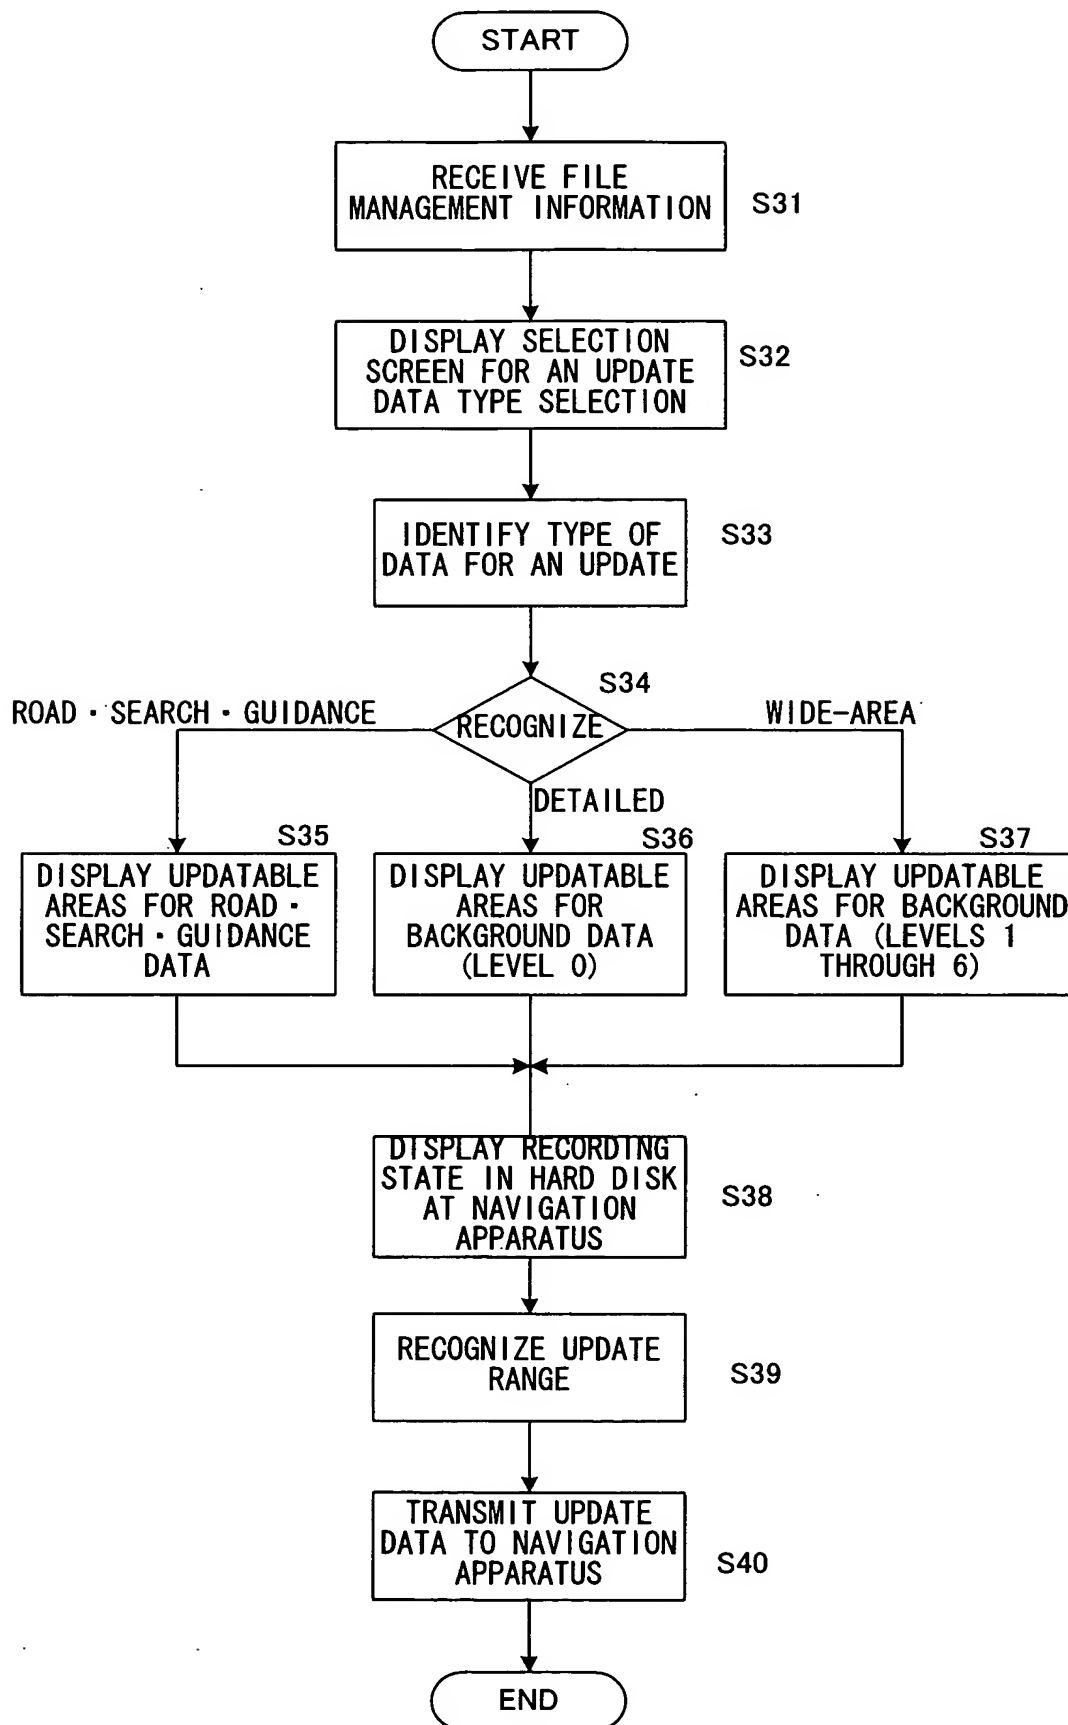 START
RECEIVE FILE
MANAGEMENT INFORMATION
S31
DISPLAY SELECTION
SCREEN FOR AN UPDATE
DATA TYPE SELECTION
S32
IDENTIFY TYPE OF
DATA FOR AN UPDATE
S33
S34
ROAD・SEARCH・GUIDANCE
RECOGNIZE
WIDE-AREA
DETAILED
S35
DISPLAY UPDATABLE
AREAS FOR ROAD・
SEARCH・GUIDANCE
DATA
S36
DISPLAY UPDATABLE
AREAS FOR
BACKGROUND DATA
(LEVEL 0)
S37
DISPLAY UPDATABLE
AREAS FOR BACKGROUND
DATA (LEVELS 1
THROUGH 6)
DISPLAY RECORDING
STATE IN HARD DISK
AT NAVIGATION
APPARATUS
S38
RECOGNIZE UPDATE
RANGE
S39
TRANSMIT UPDATE
DATA TO NAVIGATION
APPARATUS
S40
END